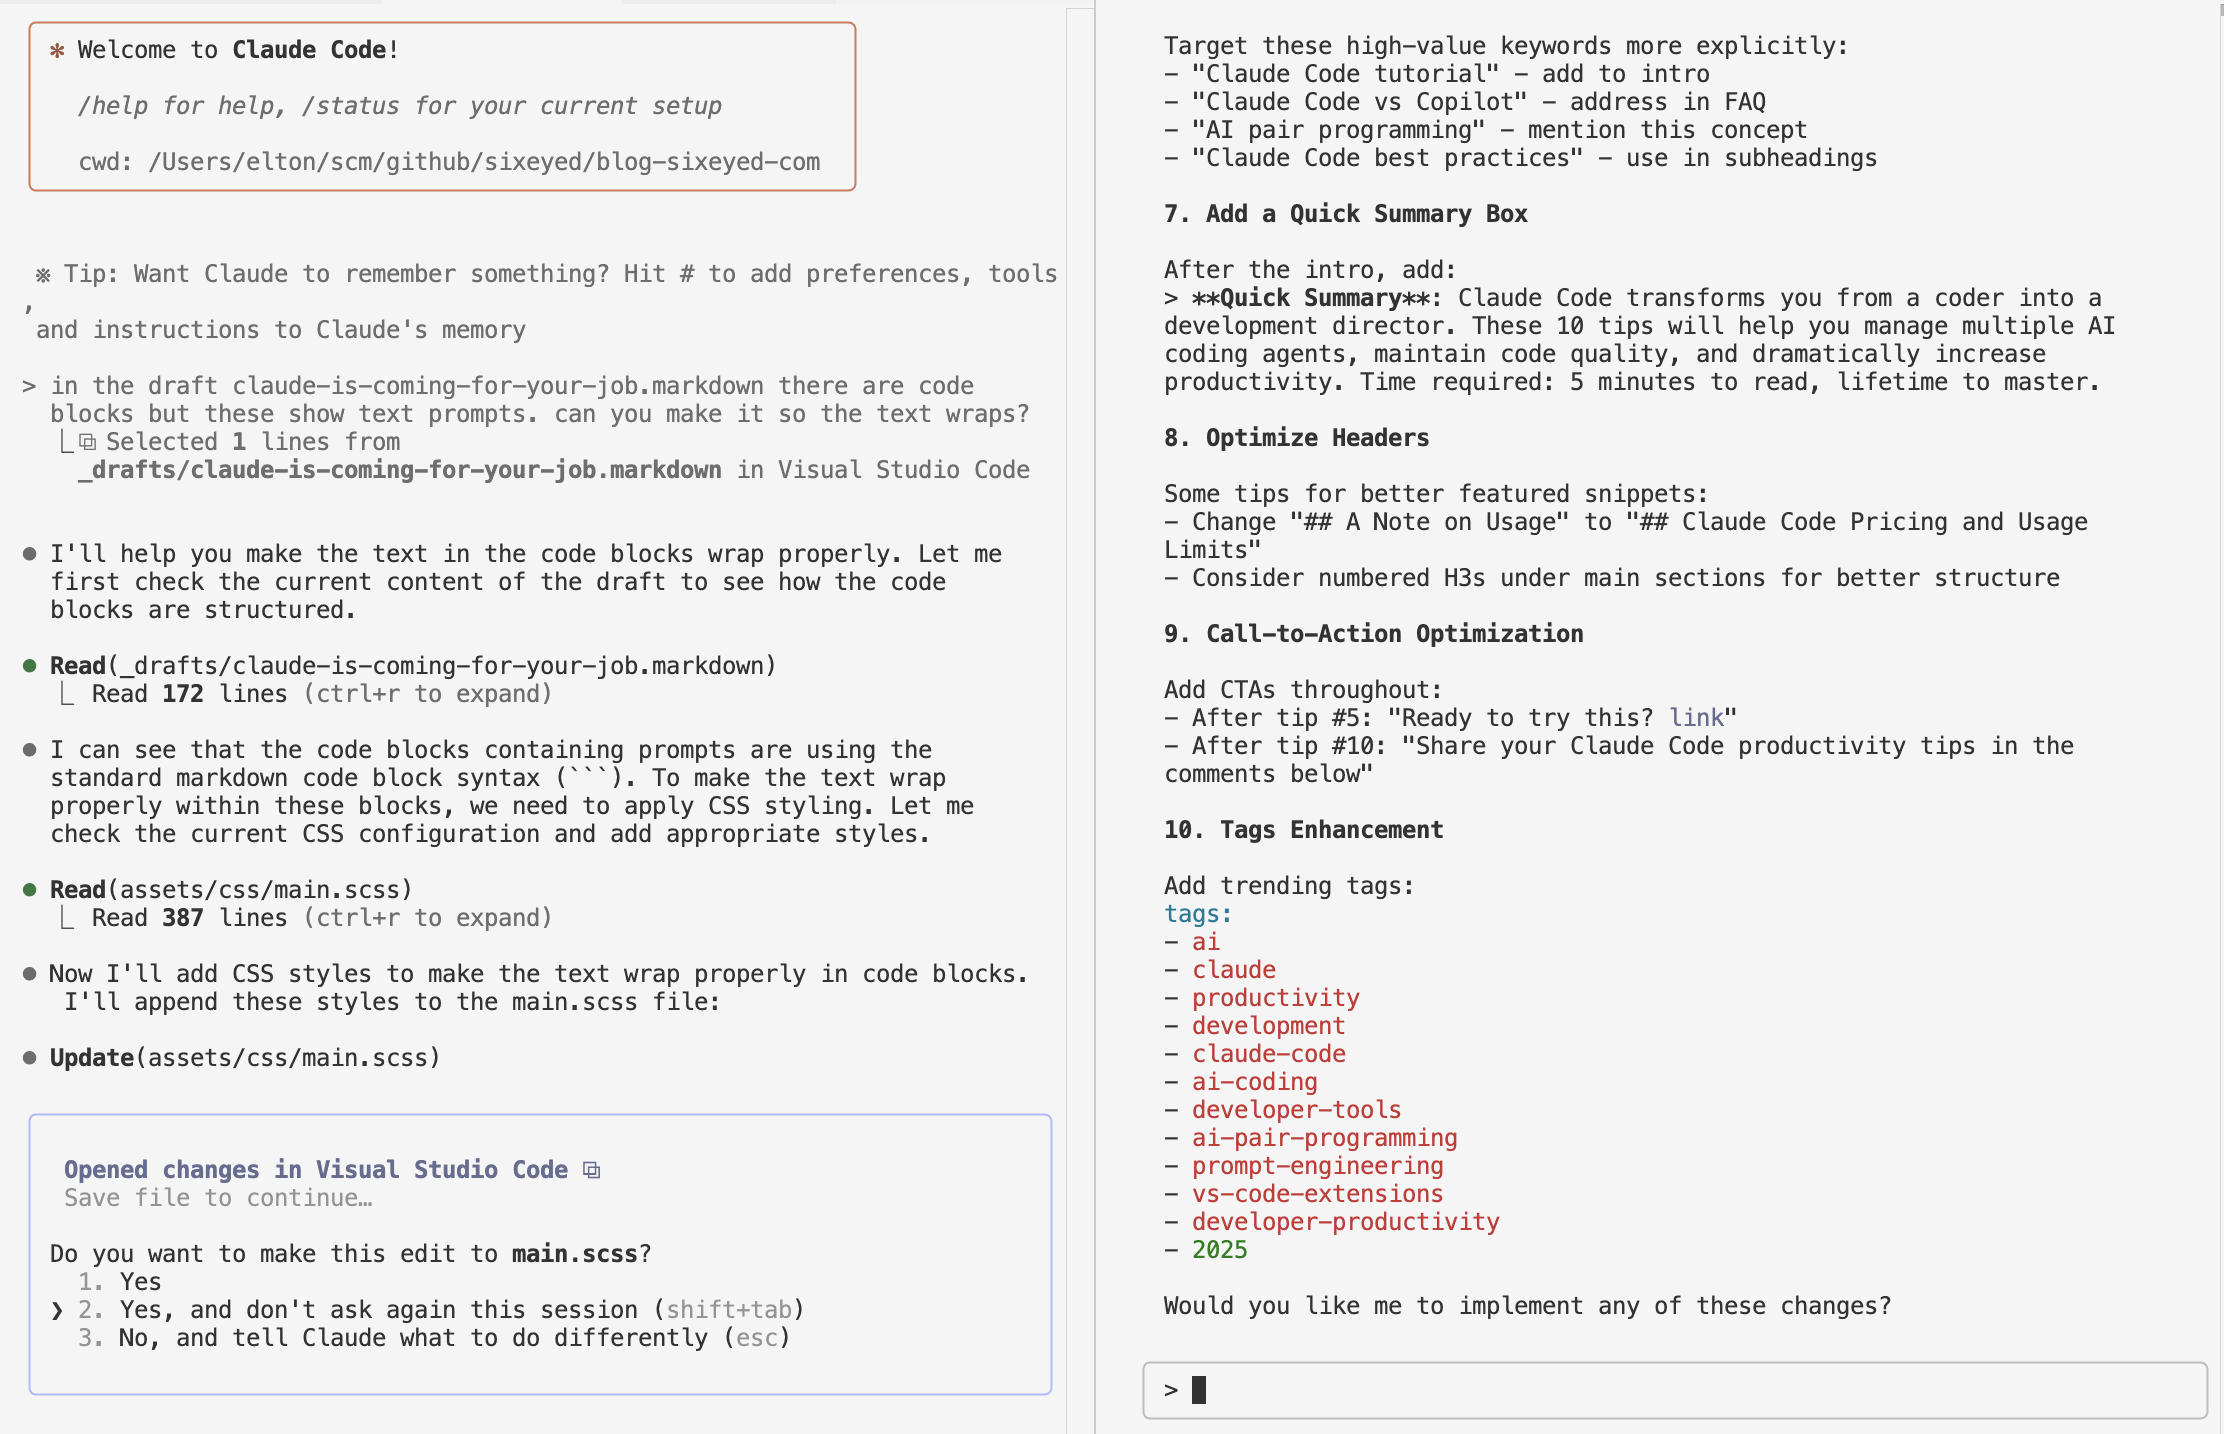 ✻ Welcome to Claude Code!
/help for help, /status for your current setup
cwd: /Users/elton/scm/github/sixeyed/blog-sixeyed-com
※ Tip: Want Claude to remember something? Hit # to add preferences, tools
,
and instructions to Claude's memory
> in the draft claude-is-coming-for-your-job.markdown there are code
blocks but these show text prompts. can you make it so the text wraps?
⎿ ⧉ Selected 1 lines from
_drafts/claude-is-coming-for-your-job.markdown in Visual Studio Code
● I'll help you make the text in the code blocks wrap properly. Let me
first check the current content of the draft to see how the code
blocks are structured.
● Read(_drafts/claude-is-coming-for-your-job.markdown)
⎿ Read 172 lines (ctrl+r to expand)
● I can see that the code blocks containing prompts are using the
standard markdown code block syntax (```). To make the text wrap
properly within these blocks, we need to apply CSS styling. Let me
check the current CSS configuration and add appropriate styles.
● Read(assets/css/main.scss)
⎿ Read 387 lines (ctrl+r to expand)
● Now I'll add CSS styles to make the text wrap properly in code blocks.
I'll append these styles to the main.scss file:
● Update(assets/css/main.scss)
Opened changes in Visual Studio Code ⧉
Save file to continue…
Do you want to make this edit to main.scss?
1. Yes
❯ 2. Yes, and don't ask again this session (shift+tab)
3. No, and tell Claude what to do differently (esc)
Target these high-value keywords more explicitly:
- "Claude Code tutorial" - add to intro
- "Claude Code vs Copilot" - address in FAQ
- "AI pair programming" - mention this concept
- "Claude Code best practices" - use in subheadings
7. Add a Quick Summary Box
After the intro, add:
> **Quick Summary**: Claude Code transforms you from a coder into a
development director. These 10 tips will help you manage multiple AI
coding agents, maintain code quality, and dramatically increase
productivity. Time required: 5 minutes to read, lifetime to master.
8. Optimize Headers
Some tips for better featured snippets:
- Change "## A Note on Usage" to "## Claude Code Pricing and Usage
Limits"
- Consider numbered H3s under main sections for better structure
9. Call-to-Action Optimization
Add CTAs throughout:
- After tip #5: "Ready to try this? link"
- After tip #10: "Share your Claude Code productivity tips in the
comments below"
10. Tags Enhancement
Add trending tags:
tags:
- ai
- claude
- productivity
- development
- claude-code
- ai-coding
- developer-tools
- ai-pair-programming
- prompt-engineering
- vs-code-extensions
- developer-productivity
- 2025
Would you like me to implement any of these changes?
>